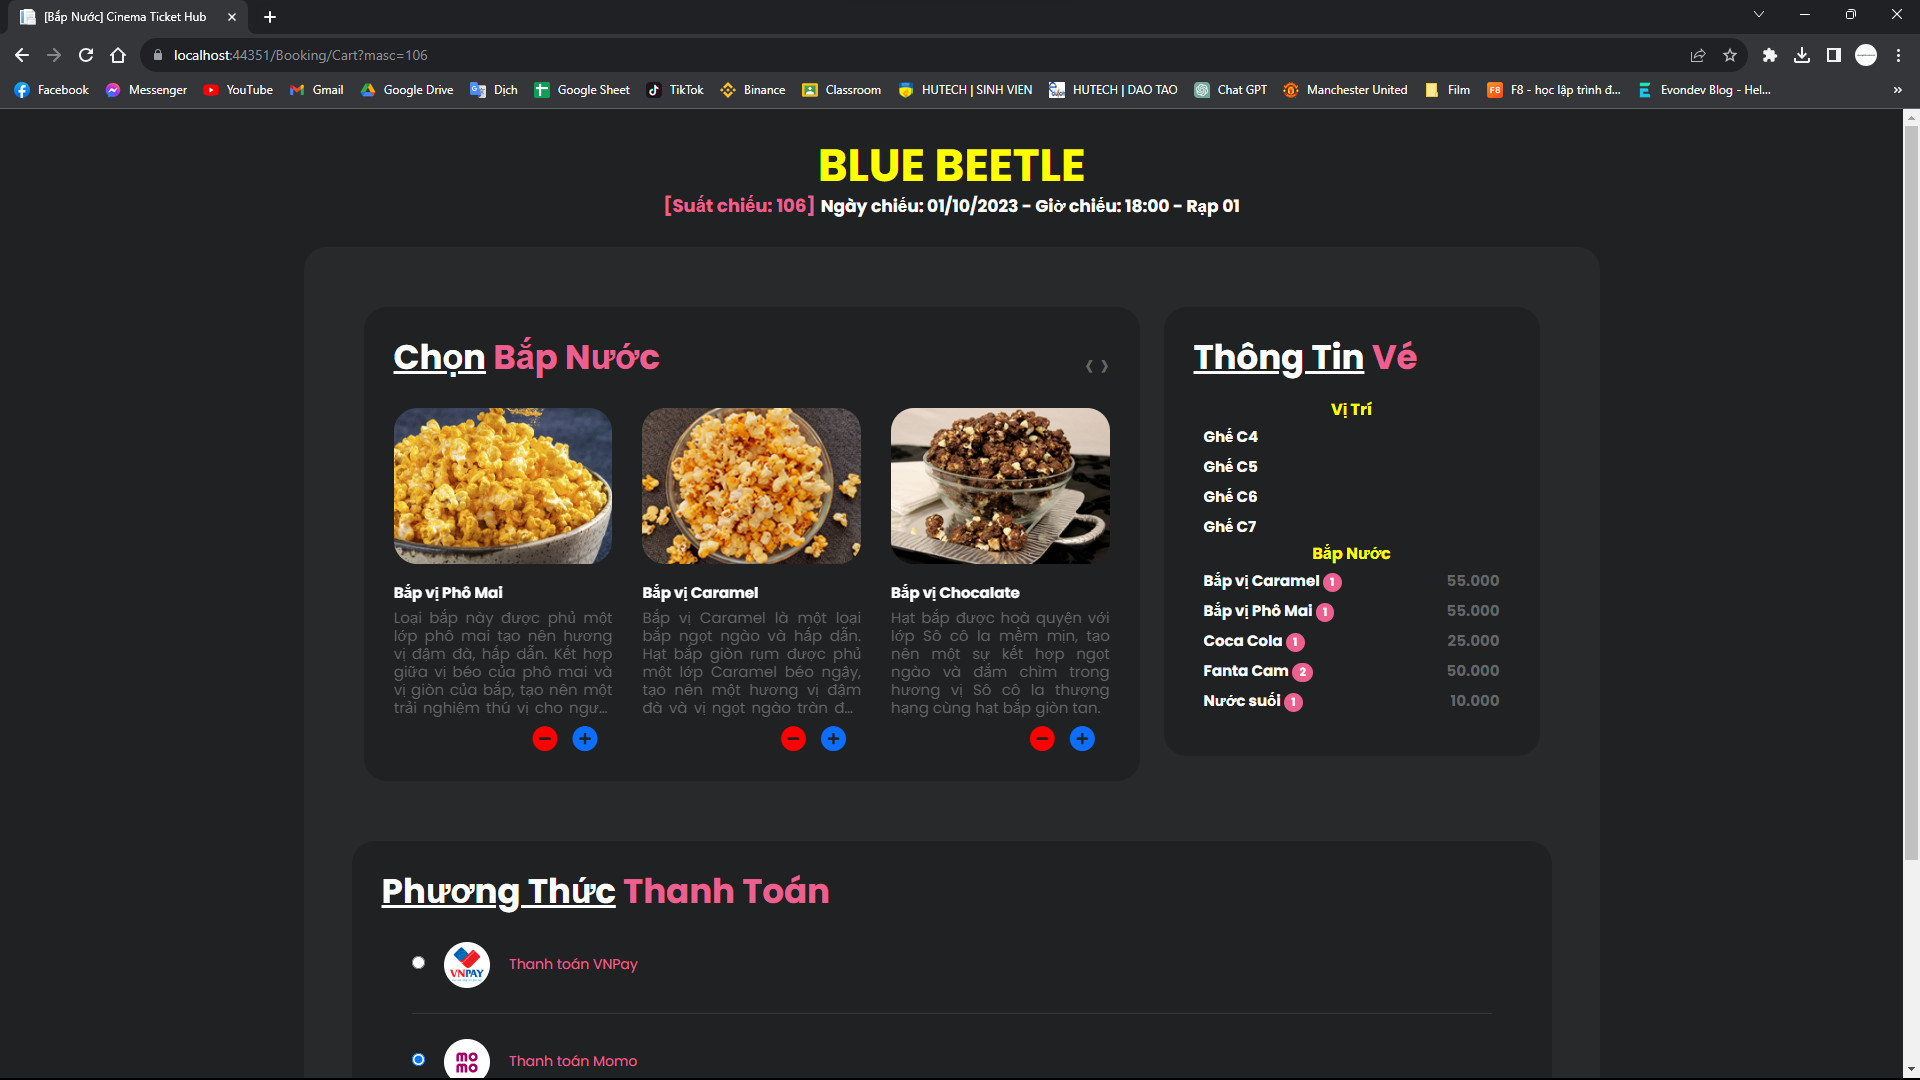 [Bắp Nước] Cinema Ticket Hub
localhost:44351/Booking/Cart?masc=106
Facebook Messenger YouTube Gmail Google Drive Dịch Google Sheet TikTok Binance Classroom HUTECH | SINH VIEN HUTECH | DAO TAO Chat GPT Manchester United Film F8 F8 - học lập trình đ... Evondev Blog - Hel... »
BLUE BEETLE
[Suất chiếu: 106] Ngày chiếu: 01/10/2023 - Giờ chiếu: 18:00 - Rạp 01
Chọn Bắp Nước
Bắp vị Phô Mai
Loại bắp này được phủ một
lớp phô mai tạo nên hương
vị đậm đà, hấp dẫn. Kết hợp
giữa vị béo của phô mai và
vị giòn của bắp, tạo nên một
trải nghiệm thú vị cho ngư...
Bắp vị Caramel
Bắp vị Caramel là một loại
bắp ngọt ngào và hấp dẫn.
Hạt bắp giòn rụm được phủ
một lớp Caramel béo ngậy,
tạo nên một hương vị đậm
đà và vị ngọt ngào tràn đ...
Bắp vị Chocalate
Hạt bắp được hoà quyện với
lớp Sô cô la mềm mịn, tạo
nên một sự kết hợp ngọt
ngào và đắm chìm trong
hương vị Sô cô la thượng
hạng cùng hạt bắp giòn tan.
Thông Tin Vé
Vị Trí
Ghế C4
Ghế C5
Ghế C6
Ghế C7
Bắp Nước
Bắp vị Caramel 1 55.000
Bắp vị Phô Mai 1 55.000
Coca Cola 1 25.000
Fanta Cam 2 50.000
Nước suối 1 10.000
Phương Thức Thanh Toán
VNPAY Thanh toán VNPay
mo
mo Thanh toán Momo